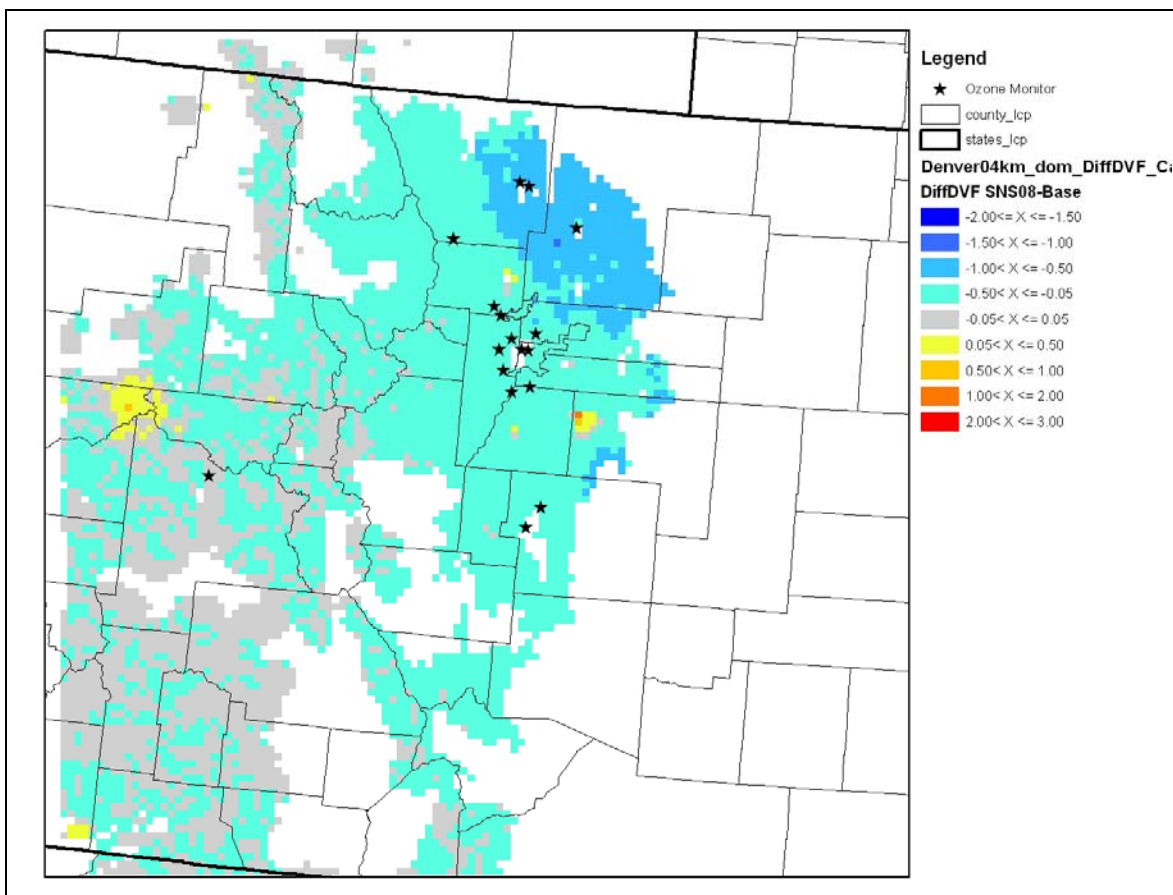 Legend
Ozone Monitor
county_lcp
states_lcp
Denver04km_dom_DiffDVF_Ca
DiffDVF SNS08-Base
-2.00<= X <= -1.50
-1.50< X <= -1.00
-1.00< X <= -0.50
-0.50< X <= -0.05
-0.05< X <= 0.05
0.05< X <= 0.50
0.50< X <= 1.00
1.00< X <= 2.00
2.00< X <= 3.00